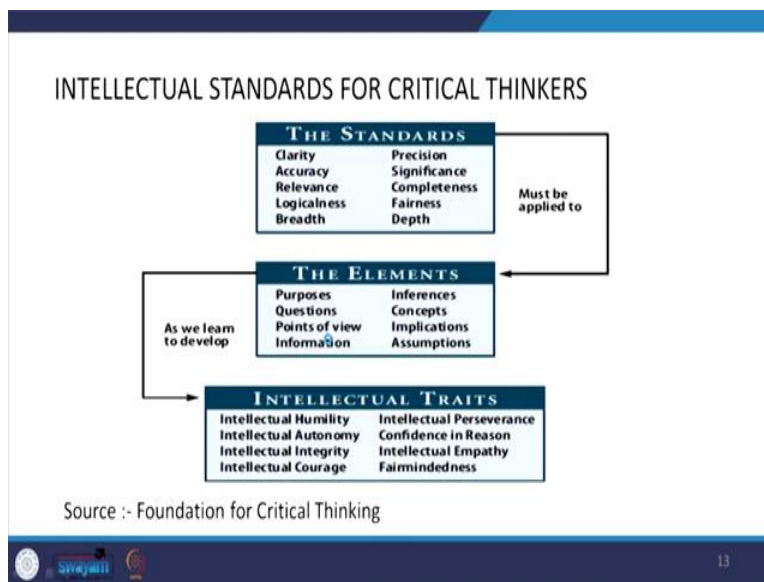 INTELLECTUAL STANDARDS FOR CRITICAL THINKERS
THE STANDARDS
Clarity Precision
Accuracy Significance
Relevance Completeness
Logicalness Fairness
Breadth Depth
Must be
applied to
THE ELEMENTS
Purposes Inferences
Questions Concepts
Points of view Implications
Information Assumptions
As we learn
to develop
INTELLECTUAL TRAITS
Intellectual Humility Intellectual Perseverance
Intellectual Autonomy Confidence in Reason
Intellectual Integrity Intellectual Empathy
Intellectual Courage Fairmindedness
Source :- Foundation for Critical Thinking
swayam
13